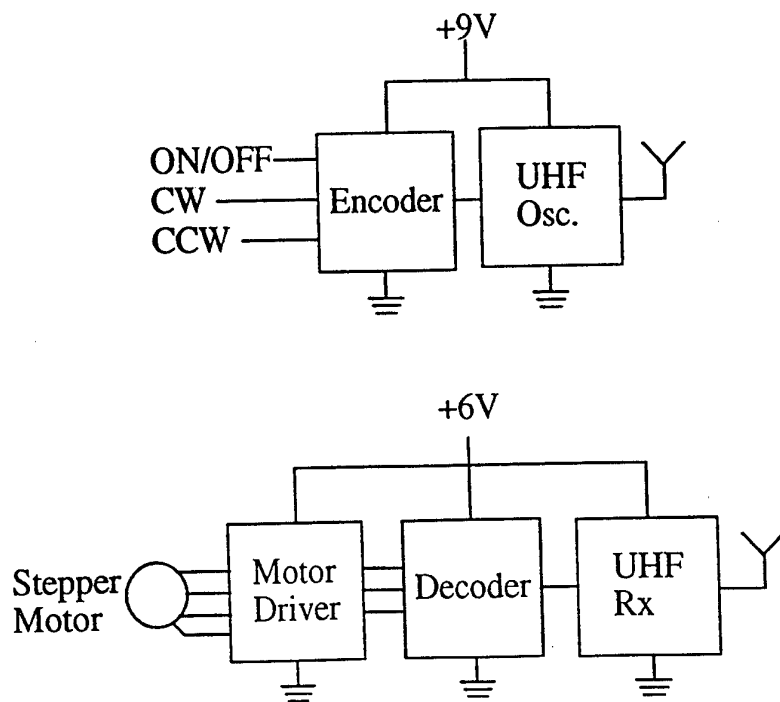 +9V
ON/OFF
CW
CCW
Encoder
UHF
Osc.
+6V
Stepper
Motor
Motor
Driver
Decoder
UHF
Rx